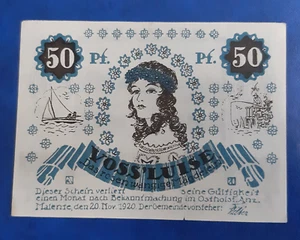 50 Pf. Pf. 50
VOSS' LUISE
Dieser Schein verliert seine Gültigkeit
einen Monat nach Bekanntmachung im Ostholst. Anz.
Malente, den 20. Nov. 1920. Der Gemeindevorsteher: